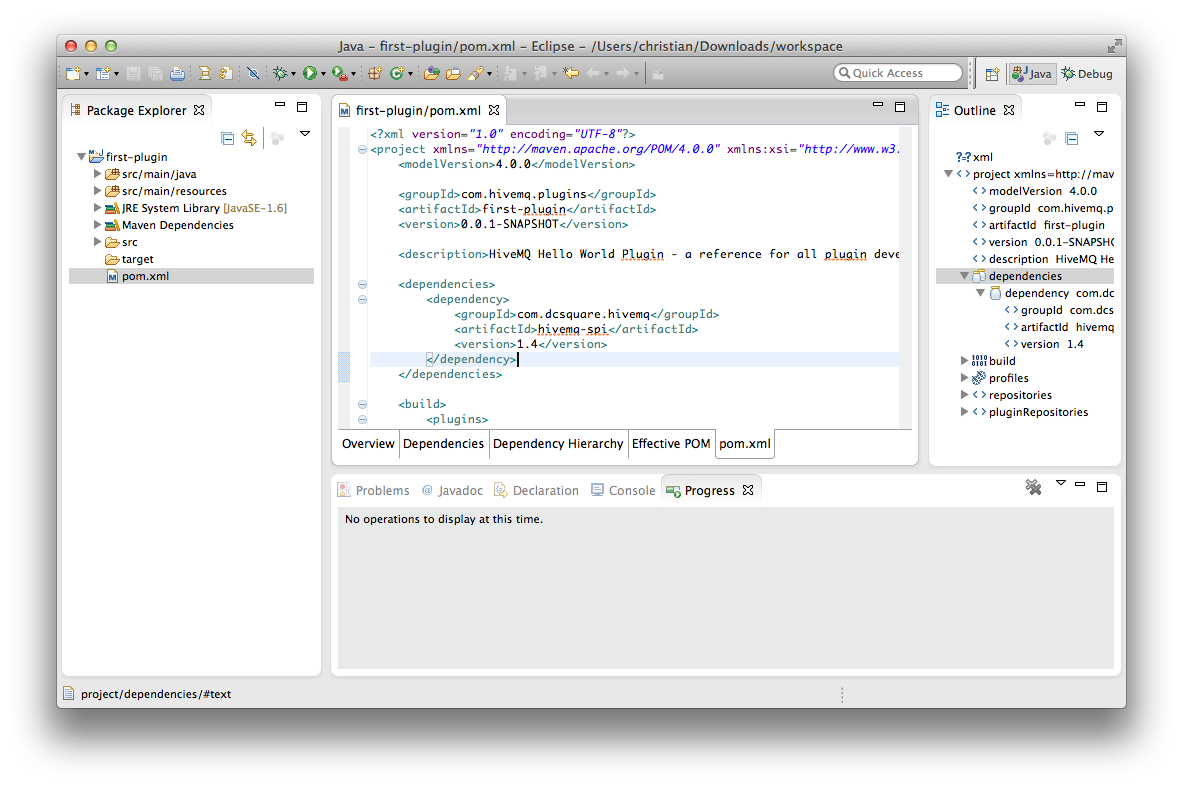 Java – first-plugin/pom.xml – Eclipse – /Users/christian/Downloads/workspace
Quick Access
Java
Debug
Package Explorer
first-plugin
src/main/java
src/main/resources
JRE System Library [JavaSE-1.6]
Maven Dependencies
src
target
pom.xml
first-plugin/pom.xml
<?xml version="1.0" encoding="UTF-8"?>
<project xmlns="http://maven.apache.org/POM/4.0.0" xmlns:xsi="http://www.w3.
<modelVersion>4.0.0</modelVersion>
<groupId>com.hivemq.plugins</groupId>
<artifactId>first-plugin</artifactId>
<version>0.0.1-SNAPSHOT</version>
<description>HiveMQ Hello World Plugin - a reference for all plugin deve
<dependencies>
<dependency>
<groupId>com.dcsquare.hivemq</groupId>
<artifactId>hivemq-spi</artifactId>
<version>1.4</version>
</dependency>
</dependencies>
<build>
<plugins>
Overview
Dependencies
Dependency Hierarchy
Effective POM
pom.xml
Outline
?=? xml
project xmlns=http://mav
modelVersion 4.0.0
groupId com.hivemq.p
artifactId first-plugin
version 0.0.1-SNAPSHO
description HiveMQ He
dependencies
dependency com.dc
groupId com.dcs
artifactId hivemq
version 1.4
build
profiles
repositories
pluginRepositories
Problems
@ Javadoc
Declaration
Console
Progress
No operations to display at this time.
project/dependencies/#text